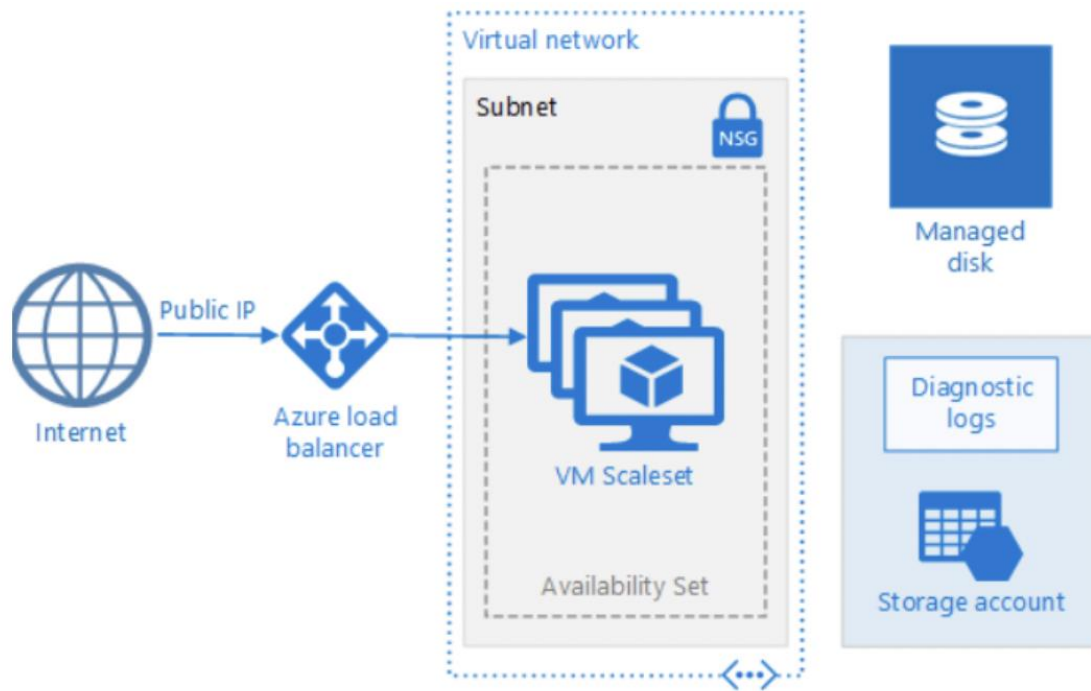 Virtual network
Subnet
NSG
Managed
disk
Public IP
Internet
Azure load
balancer
VM Scaleset
Availability Set
Diagnostic
logs
Storage account